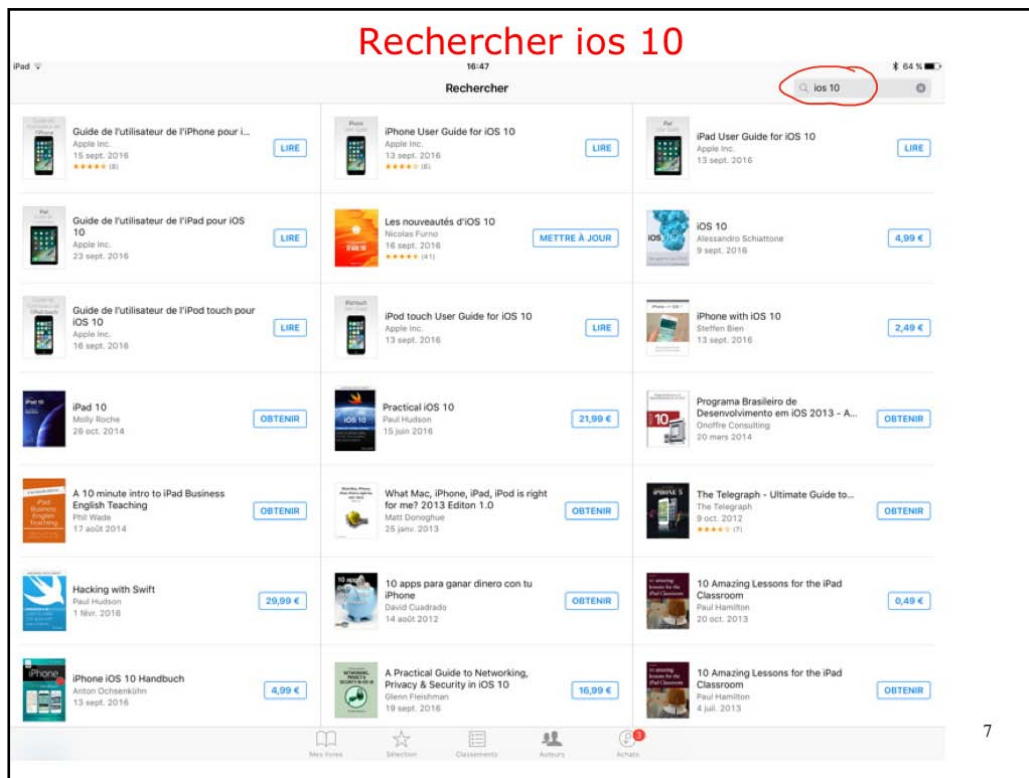 Rechercher ios 10
iPad 16:47 64 %
Rechercher
ios 10
Guide de l'utilisateur de l'iPhone pour i...
Apple Inc.
15 sept. 2016
(8)
LIRE
iPhone User Guide for iOS 10
Apple Inc.
13 sept. 2016
(6)
LIRE
iPad User Guide for iOS 10
Apple Inc.
13 sept. 2016
LIRE
Guide de l'utilisateur de l'iPad pour iOS
10
Apple Inc.
23 sept. 2016
LIRE
Les nouveautés d'iOS 10
Nicolas Furno
16 sept. 2016
(41)
METTRE À JOUR
iOS 10
Alessandro Schiattone
9 sept. 2016
4,99 €
Guide de l'utilisateur de l'iPod touch pour
iOS 10
Apple Inc.
16 sept. 2016
LIRE
iPod touch User Guide for iOS 10
Apple Inc.
13 sept. 2016
LIRE
iPhone with iOS 10
Steffen Bien
13 sept. 2016
2,49 €
iPad 10
Molly Roche
26 oct. 2014
OBTENIR
Practical iOS 10
Paul Hudson
15 juin 2016
21,99 €
Programa Brasileiro de
Desenvolvimento em iOS 2013 - A...
Onoffre Consulting
20 mars 2014
OBTENIR
A 10 minute intro to iPad Business
English Teaching
Phil Wade
17 août 2014
OBTENIR
What Mac, iPhone, iPad, iPod is right
for me? 2013 Editon 1.0
Matt Donoghue
25 janv. 2013
OBTENIR
The Telegraph - Ultimate Guide to...
The Telegraph
9 oct. 2012
(7)
OBTENIR
Hacking with Swift
Paul Hudson
1 févr. 2016
29,99 €
10 apps para ganar dinero con tu
iPhone
David Cuadrado
14 août 2012
OBTENIR
10 Amazing Lessons for the iPad
Classroom
Paul Hamilton
20 oct. 2013
0,49 €
iPhone iOS 10 Handbuch
Anton Ochsenkühn
13 sept. 2016
4,99 €
A Practical Guide to Networking,
Privacy & Security in iOS 10
Glenn Fleishman
19 sept. 2016
16,99 €
10 Amazing Lessons for the iPad
Classroom
Paul Hamilton
4 juil. 2013
OBTENIR
Mes livres Sélection Classements Auteurs Achats 3
7